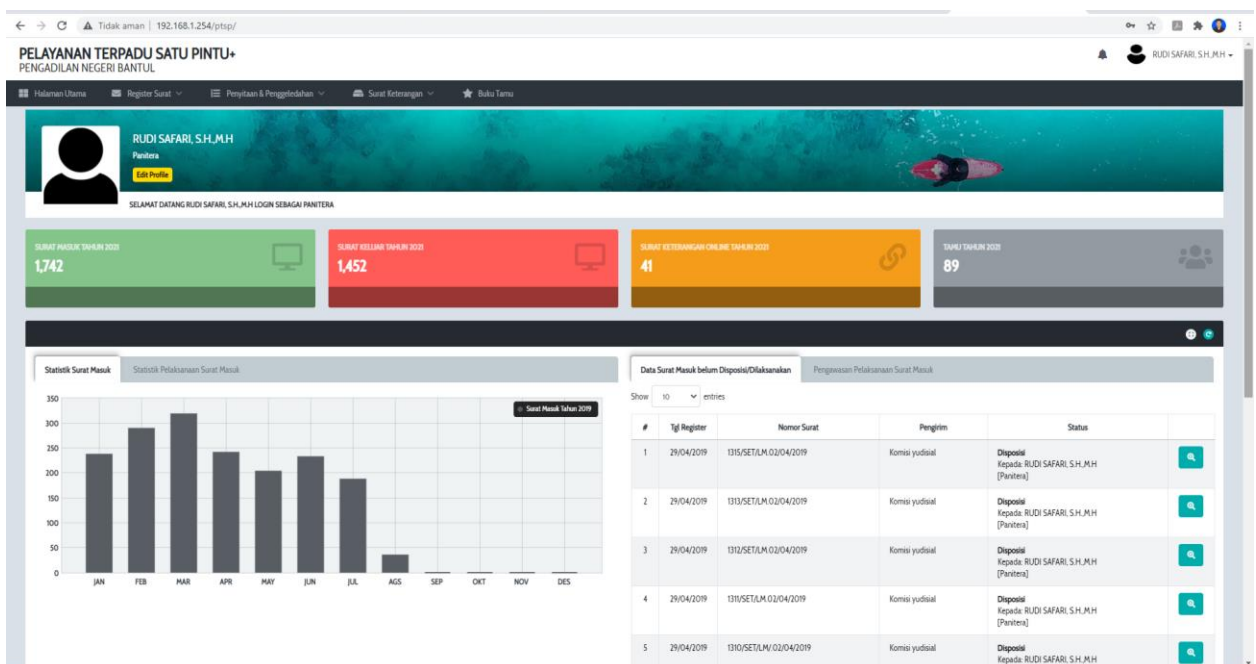 Tidak aman | 192.168.1.254/ptsp/
PELAYANAN TERPADU SATU PINTU+
PENGADILAN NEGERI BANTUL
RUDI SAFARI, S.H.,M.H
Halaman Utama
Register Surat
Penyitaan & Penggeledahan
Surat Keterangan
Buku Tamu
RUDI SAFARI, S.H.,M.H
Panitera
Edit Profile
SELAMAT DATANG RUDI SAFARI, S.H.,M.H LOGIN SEBAGAI PANITERA
SURAT MASUK TAHUN 2021
1,742
SURAT KELUAR TAHUN 2021
1,452
SURAT KETERANGAN ONLINE TAHUN 2021
41
TAMU TAHUN 2021
89
Statistik Surat Masuk
Statistik Pelaksanaan Surat Masuk
350
300
250
200
150
100
50
0
Surat Masuk Tahun 2019
JAN FEB MAR APR MAY JUN JUL AGS SEP OKT NOV DES
Data Surat Masuk belum Disposisi/Dilaksanakan
Pengawasan Pelaksanaan Surat Masuk
Show 10 entries
# Tgl Register Nomor Surat Pengirim Status
1 29/04/2019 1315/SET/LM.02/04/2019 Komisi yudisial Disposisi
Kepada: RUDI SAFARI, S.H.,M.H
[Panitera]
2 29/04/2019 1313/SET/LM.02/04/2019 Komisi yudisial Disposisi
Kepada: RUDI SAFARI, S.H.,M.H
[Panitera]
3 29/04/2019 1312/SET/LM.02/04/2019 Komisi yudisial Disposisi
Kepada: RUDI SAFARI, S.H.,M.H
[Panitera]
4 29/04/2019 1311/SET/LM.02/04/2019 Komisi yudisial Disposisi
Kepada: RUDI SAFARI, S.H.,M.H
[Panitera]
5 29/04/2019 1310/SET/LM/.02/04/2019 Komisi yudisial Disposisi
Kepada: RUDI SAFARI, S.H.,M.H